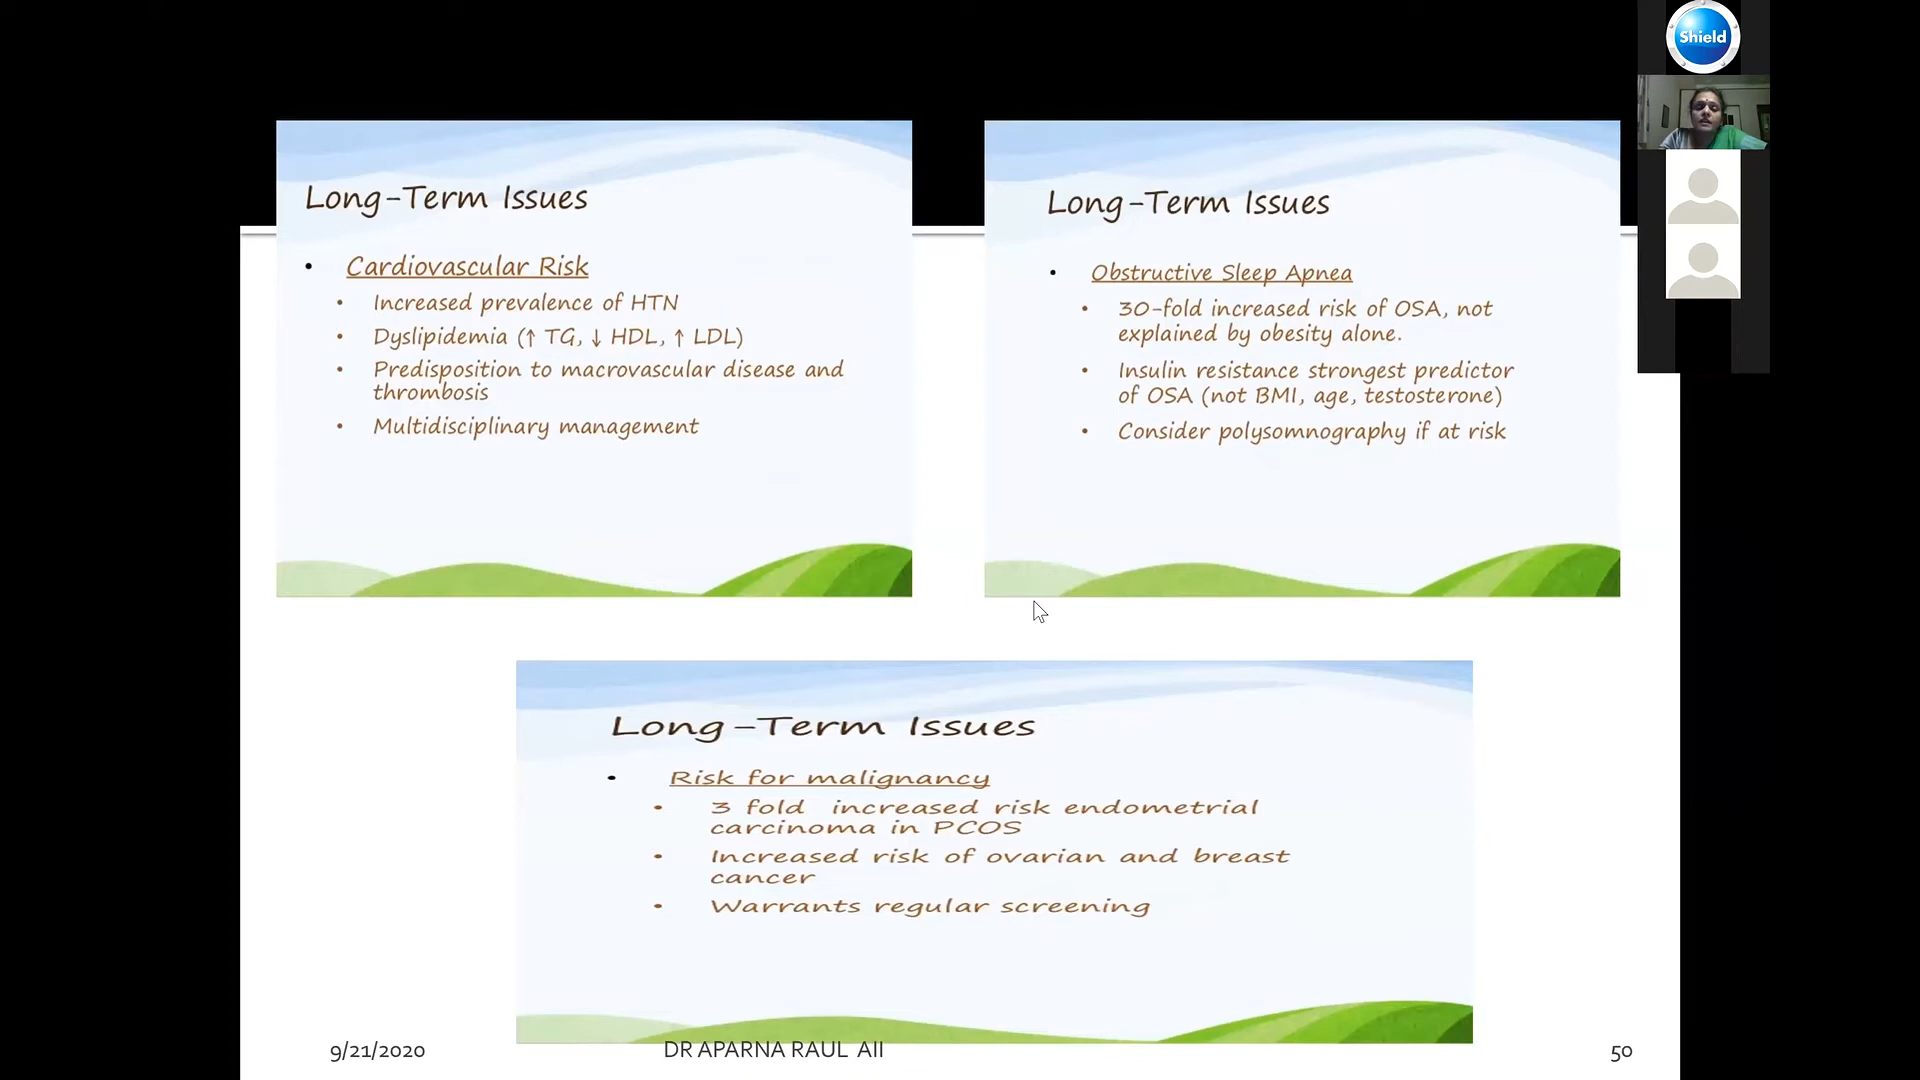 Shield
Long-Term Issues
• Cardiovascular Risk
• Increased prevalence of HTN
• Dyslipidemia (↑ TG, ↓ HDL, ↑ LDL)
• Predisposition to macrovascular disease and
thrombosis
• Multidisciplinary management
Long-Term Issues
• Obstructive Sleep Apnea
• 30-fold increased risk of OSA, not
explained by obesity alone.
• Insulin resistance strongest predictor
of OSA (not BMI, age, testosterone)
• Consider polysomnography if at risk
Long-Term Issues
• Risk for malignancy
• 3 fold increased risk endometrial
carcinoma in PCOS
• Increased risk of ovarian and breast
cancer
• Warrants regular screening
9/21/2020
DR APARNA RAUL AII
50